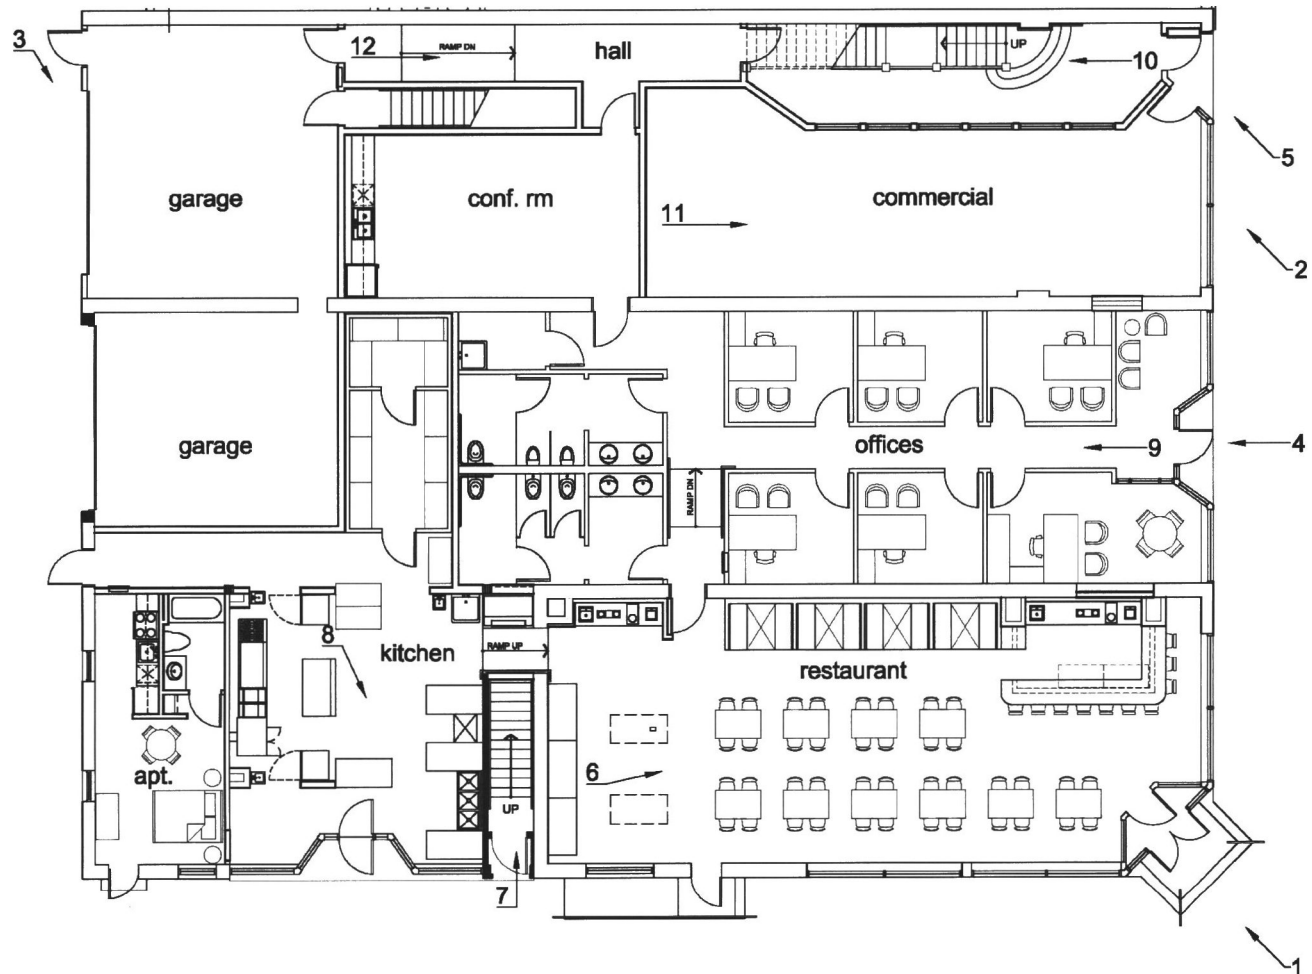 3
12
RAMP DN
hall
UP
10
5
garage
conf. rm
commercial
11
2
garage
offices
9
4
RAMP DN
8
kitchen
RAMP UP
restaurant
apt.
6
UP
7
1